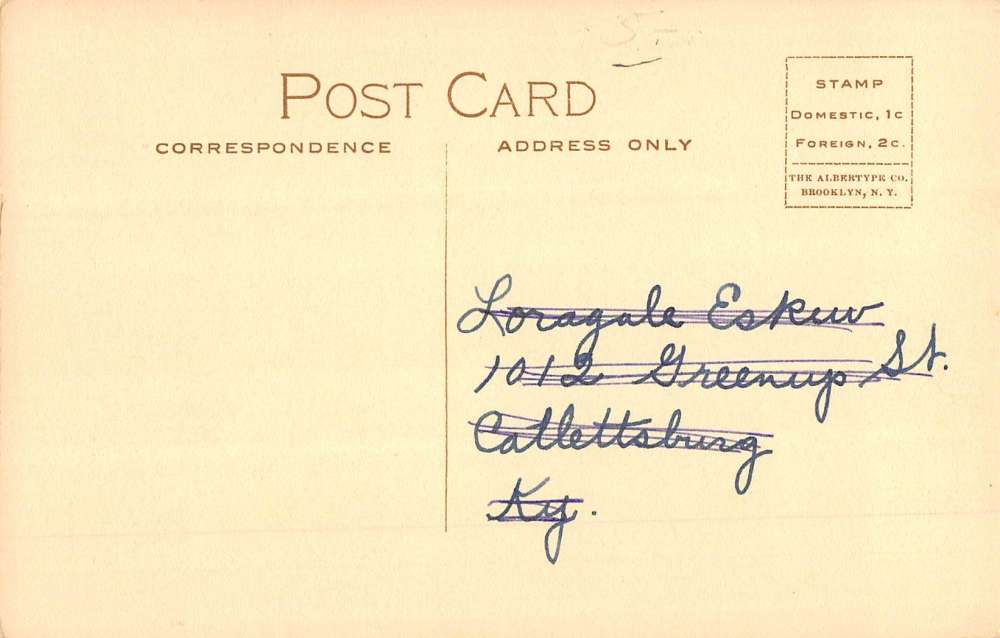 5-
POST CARD
CORRESPONDENCE
ADDRESS ONLY
STAMP
DOMESTIC, 1C
FOREIGN, 2C.
THE ALBERTYPE CO.
BROOKLYN, N. Y.
Loragale Eskew
1012 Greenup St.
Catlettsburg
Ky.